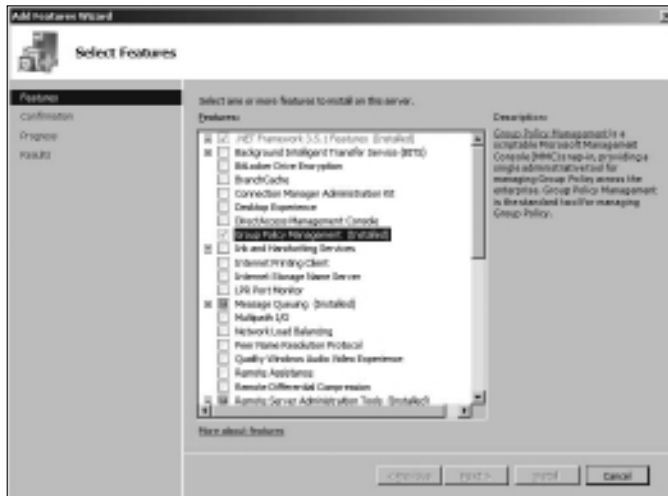 Add Features Wizard
Select Features
Features
Confirmation
Progress
Results
Select one or more features to install on this server.
Features:
.NET Framework 3.5.1 Features (Installed)
Background Intelligent Transfer Service (BITS)
BitLocker Drive Encryption
BranchCache
Connection Manager Administration Kit
Desktop Experience
DirectAccess Management Console
Group Policy Management (Installed)
Ink and Handwriting Services
Internet Printing Client
Internet Storage Name Server
LPR Port Monitor
Message Queuing (Installed)
Multipath I/O
Network Load Balancing
Peer Name Resolution Protocol
Quality Windows Audio Video Experience
Remote Assistance
Remote Differential Compression
Remote Server Administration Tools (Installed)
More about features
Description:
Group Policy Management is a
scriptable Microsoft Management
Console (MMC) snap-in, providing a
single administrative tool for
managing Group Policy across the
enterprise. Group Policy Management
is the standard tool for managing
Group Policy.
< Previous
Next >
Install
Cancel